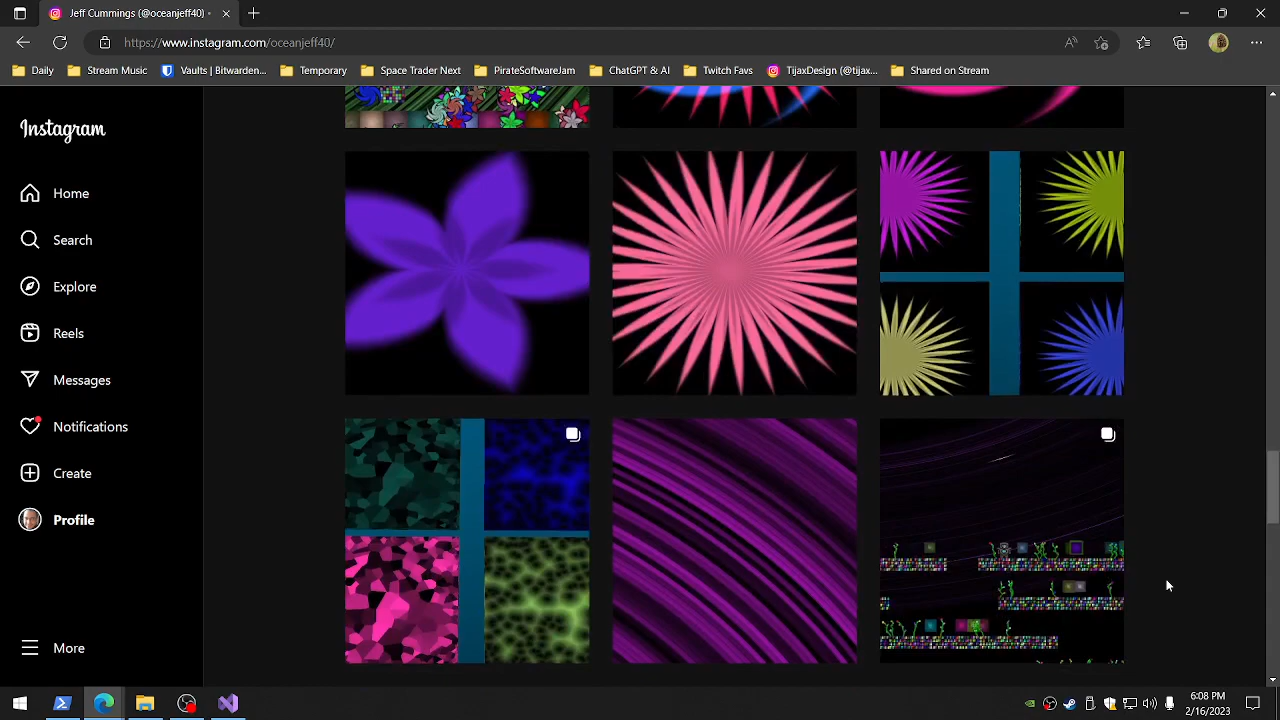 Jeff Cummings (@oceanjeff40) •
https://www.instagram.com/oceanjeff40/
Daily
Stream Music
Vaults | Bitwarden...
Temporary
Space Trader Next
PirateSoftwareJam
ChatGPT & AI
Twitch Favs
TijaxDesign (@tijax...
Shared on Stream
Instagram
Home
Search
Explore
Reels
Messages
Notifications
Create
Profile
More
6:08 PM
2/16/2023